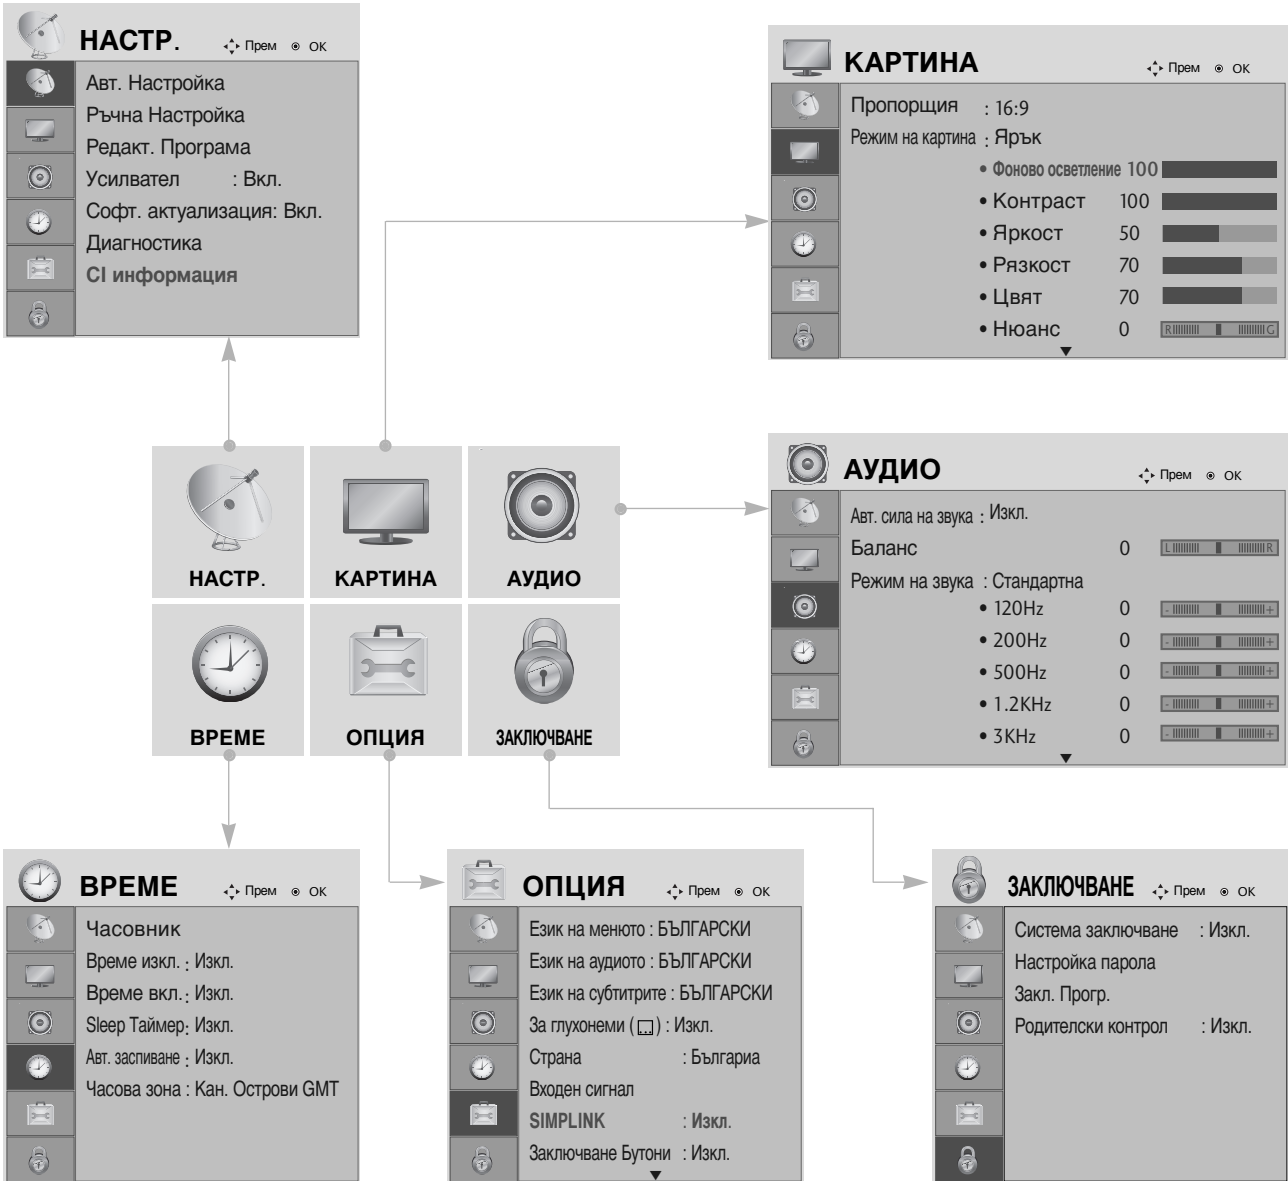 НАСТР. Прем OK
Авт. Настройка
Ръчна Настройка
Редакт. Програма
Усилвател : Вкл.
Софт. актуализация: Вкл.
Диагностика
CI информация
КАРТИНА Прем OK
Пропорщия : 16:9
Режим на картина : Ярък
• Фоново осветление 100
• Контраст 100
• Яркост 50
• Рязкост 70
• Цвят 70
• Нюанс 0 R G
НАСТР. КАРТИНА АУДИО
ВРЕМЕ ОПЦИЯ ЗАКЛЮЧВАНЕ
АУДИО Прем OK
Авт. сила на звука : Изкл.
Баланс 0 L R
Режим на звука : Стандартна
• 120Hz 0 - +
• 200Hz 0 - +
• 500Hz 0 - +
• 1.2KHz 0 - +
• 3KHz 0 - +
ВРЕМЕ Прем OK
Часовник
Време изкл. : Изкл.
Време вкл. : Изкл.
Sleep Таймер : Изкл.
Авт. заспиване : Изкл.
Часова зона : Кан. Острови GMT
ОПЦИЯ Прем OK
Език на менюто : БЪЛГАРСКИ
Език на аудиото : БЪЛГАРСКИ
Език на субтитрите : БЪЛГАРСКИ
За глухонеми ( ) : Изкл.
Страна : Българиа
Входен сигнал
SIMPLINK : Изкл.
Заключване Бутони : Изкл.
ЗАКЛЮЧВАНЕ Прем OK
Система заключване : Изкл.
Настройка парола
Закл. Прогр.
Родителски контрол : Изкл.